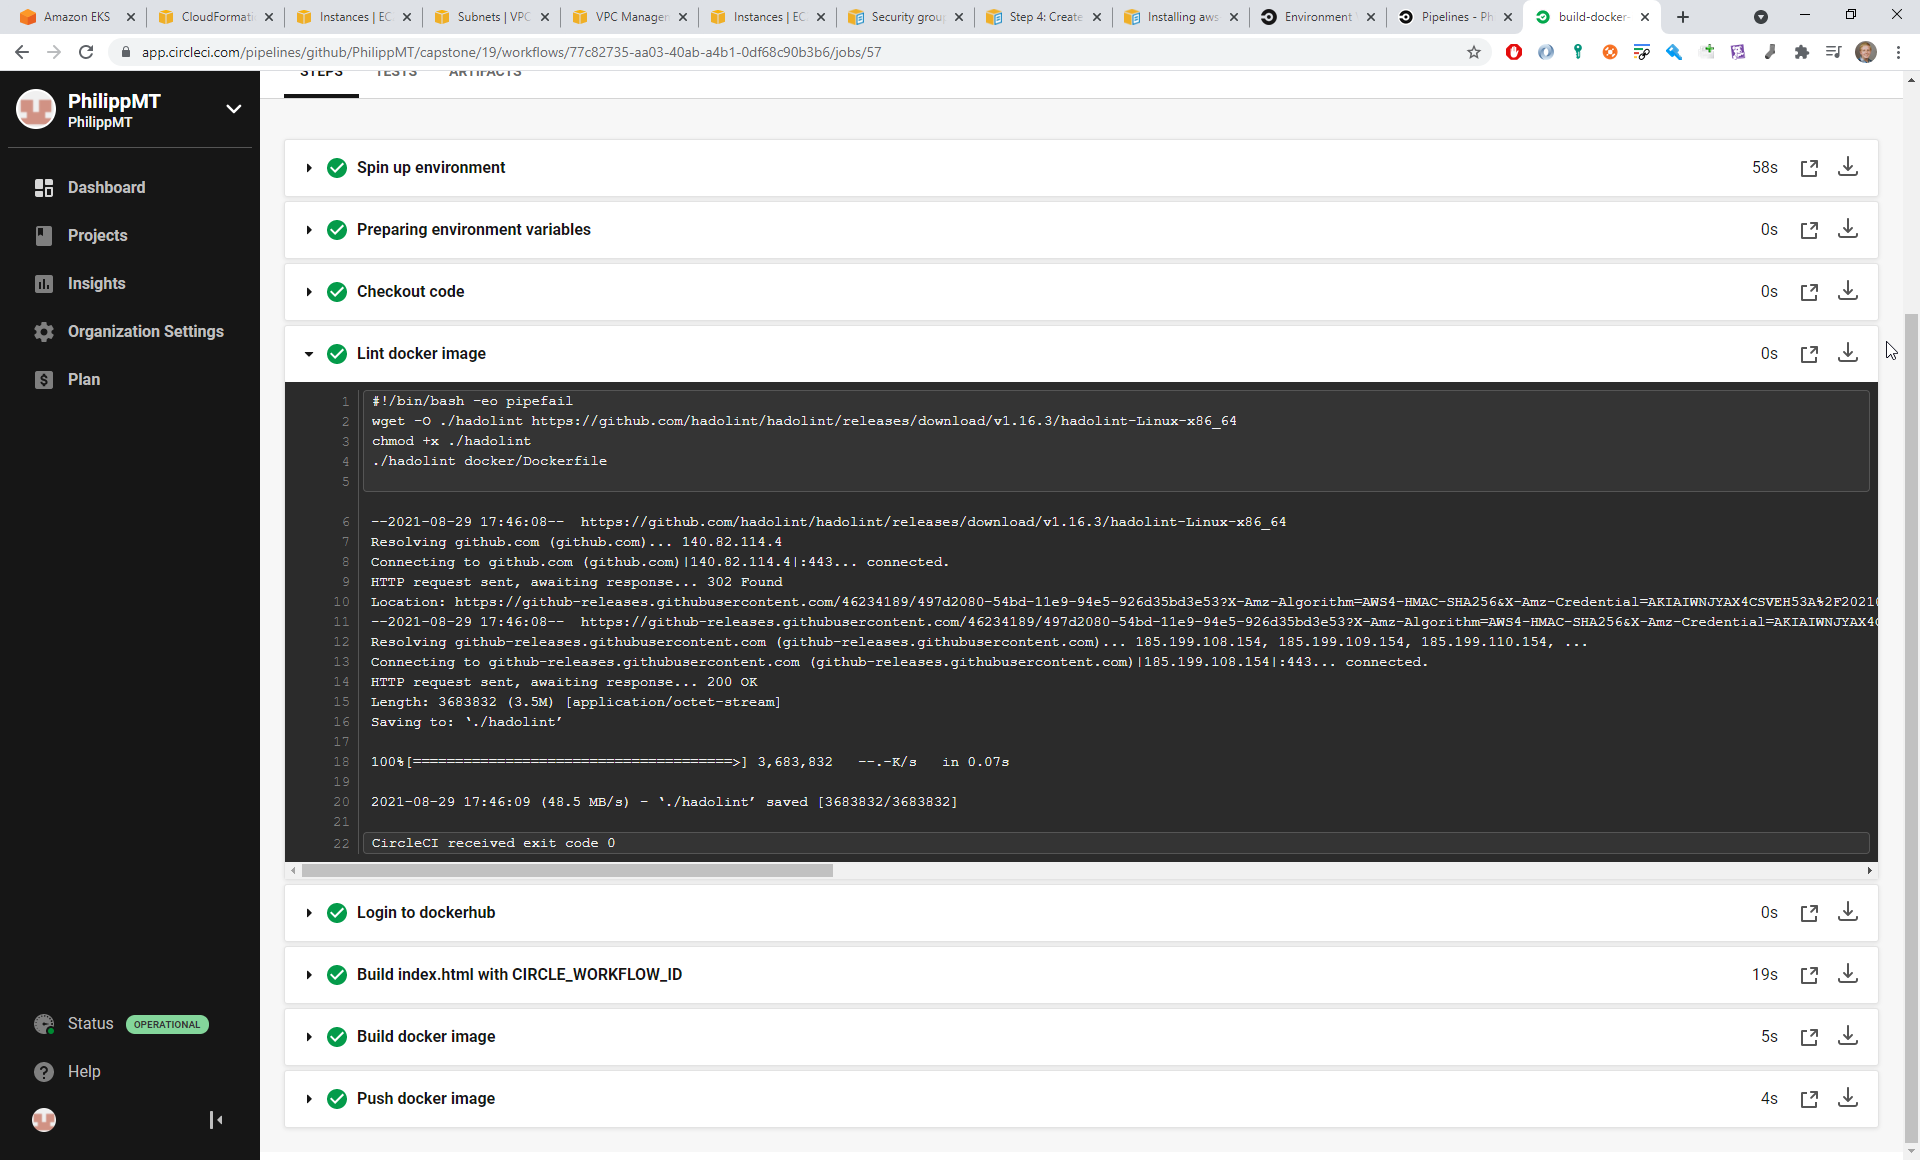 Amazon EKS
CloudFormati
Instances | EC
Subnets | VPC
VPC Manager
Instances | EC
Security group
Step 4: Create
Installing aws-
Environment
Pipelines - Ph
build-docker-
app.circleci.com/pipelines/github/PhilippMT/capstone/19/workflows/77c82735-aa03-40ab-a4b1-0df68c90b3b6/jobs/57
STEPS
TESTS
ARTIFACTS
PhilippMT
PhilippMT
Dashboard
Projects
Insights
Organization Settings
Plan
Status OPERATIONAL
Help
Spin up environment 58s
Preparing environment variables 0s
Checkout code 0s
Lint docker image 0s
1 #!/bin/bash -eo pipefail
2 wget -O ./hadolint https://github.com/hadolint/hadolint/releases/download/v1.16.3/hadolint-Linux-x86_64
3 chmod +x ./hadolint
4 ./hadolint docker/Dockerfile
5
6 --2021-08-29 17:46:08--  https://github.com/hadolint/hadolint/releases/download/v1.16.3/hadolint-Linux-x86_64
7 Resolving github.com (github.com)... 140.82.114.4
8 Connecting to github.com (github.com)|140.82.114.4|:443... connected.
9 HTTP request sent, awaiting response... 302 Found
10 Location: https://github-releases.githubusercontent.com/46234189/497d2080-54bd-11e9-94e5-926d35bd3e53?X-Amz-Algorithm=AWS4-HMAC-SHA256&X-Amz-Credential=AKIAIWNJYAX4CSVEH53A%2F2021
11 --2021-08-29 17:46:08--  https://github-releases.githubusercontent.com/46234189/497d2080-54bd-11e9-94e5-926d35bd3e53?X-Amz-Algorithm=AWS4-HMAC-SHA256&X-Amz-Credential=AKIAIWNJYAX4
12 Resolving github-releases.githubusercontent.com (github-releases.githubusercontent.com)... 185.199.108.154, 185.199.109.154, 185.199.110.154, ...
13 Connecting to github-releases.githubusercontent.com (github-releases.githubusercontent.com)|185.199.108.154|:443... connected.
14 HTTP request sent, awaiting response... 200 OK
15 Length: 3683832 (3.5M) [application/octet-stream]
16 Saving to: ‘./hadolint’
17
18 100%[======================================>] 3,683,832   --.-K/s   in 0.07s
19
20 2021-08-29 17:46:09 (48.5 MB/s) - ‘./hadolint’ saved [3683832/3683832]
21
22 CircleCI received exit code 0
Login to dockerhub 0s
Build index.html with CIRCLE_WORKFLOW_ID 19s
Build docker image 5s
Push docker image 4s